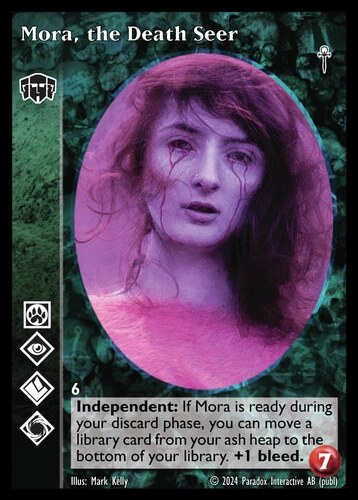 Mora, the Death Seer
6
Independent: If Mora is ready during
your discard phase, you can move a
library card from your ash heap to the
bottom of your library. +1 bleed.
7
Illus: Mark Kelly
© 2024 Paradox Interactive AB (publ)